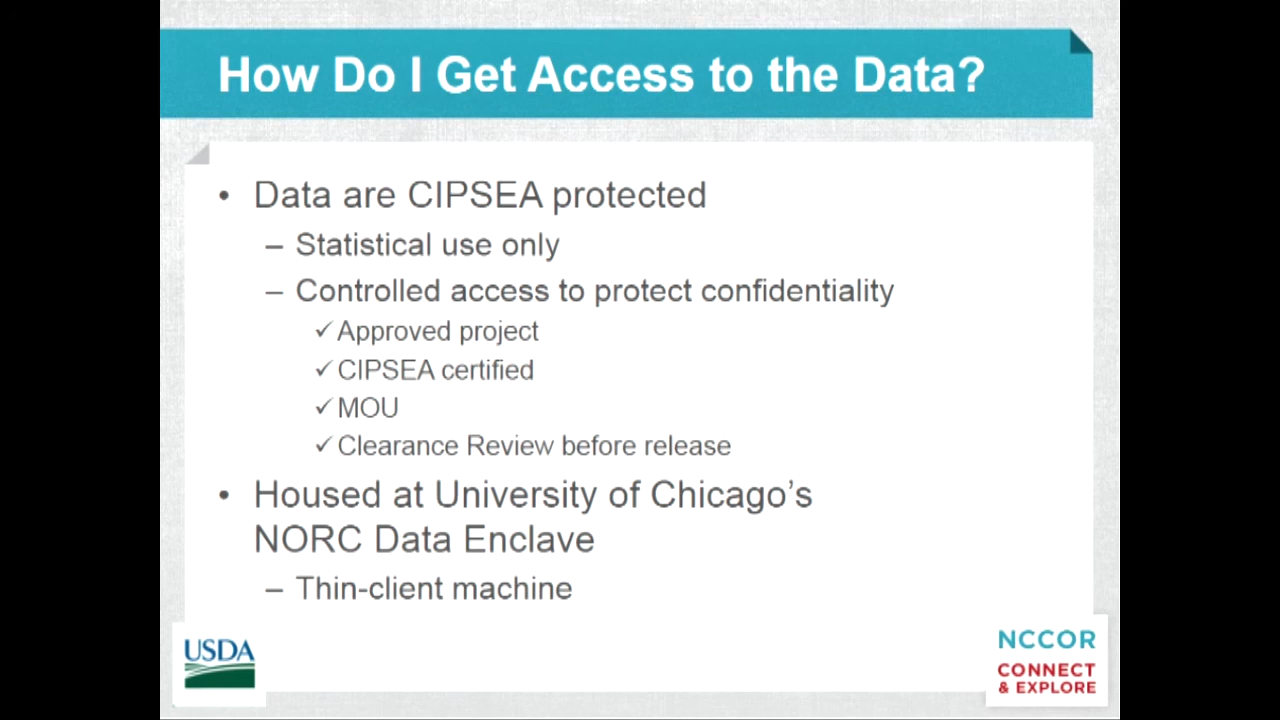 How Do I Get Access to the Data?
• Data are CIPSEA protected
– Statistical use only
– Controlled access to protect confidentiality
✓ Approved project
✓ CIPSEA certified
✓ MOU
✓ Clearance Review before release
• Housed at University of Chicago’s
NORC Data Enclave
– Thin-client machine
USDA
NCCOR
CONNECT
& EXPLORE